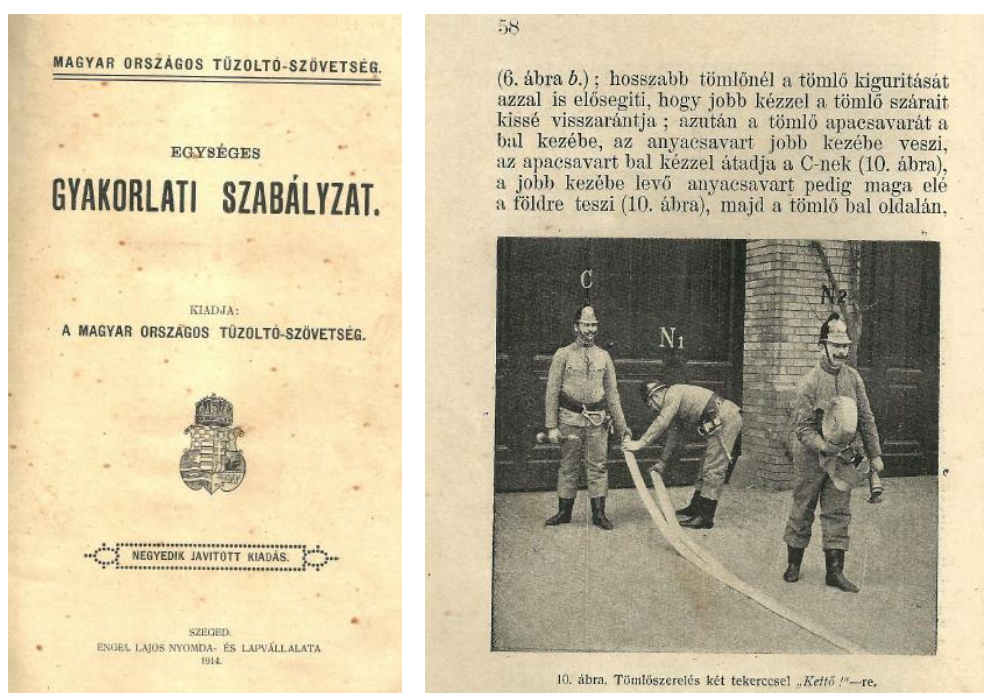 MAGYAR ORSZÁGOS TŰZOLTÓ-SZÖVETSÉG.
EGYSÉGES
GYAKORLATI SZABÁLYZAT.
KIADJA:
A MAGYAR ORSZÁGOS TŰZOLTÓ-SZÖVETSÉG.
NEGYEDIK JAVITOTT KIADÁS.
SZEGED.
ENGEL LAJOS NYOMDA- ÉS LAPVÁLLALATA
1914.
58
(6. ábra b.) ; hosszabb tömlőnél a tömlő kiguritását
azzal is elősegiti, hogy jobb kézzel a tömlő szárait
kissé visszarántja ; azután a tömlő apacsavarát a
bal kezébe, az anyacsavart jobb kezébe veszi,
az apacsavart bal kézzel átadja a C-nek (10. ábra),
a jobb kezébe levő anyacsavart pedig maga elé
a földre teszi (10. ábra), majd a tömlő bal oldalán,
C
N1
N2
10. ábra. Tömlőszerelés két tekerccsel „Kettő !"—re.